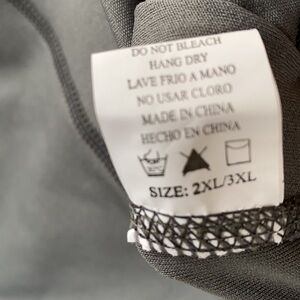 DO NOT BLEACH
HANG DRY
LAVE FRIO A MANO
NO USAR CLORO
MADE IN CHINA
HECHO EN CHINA
SIZE: 2XL/3XL